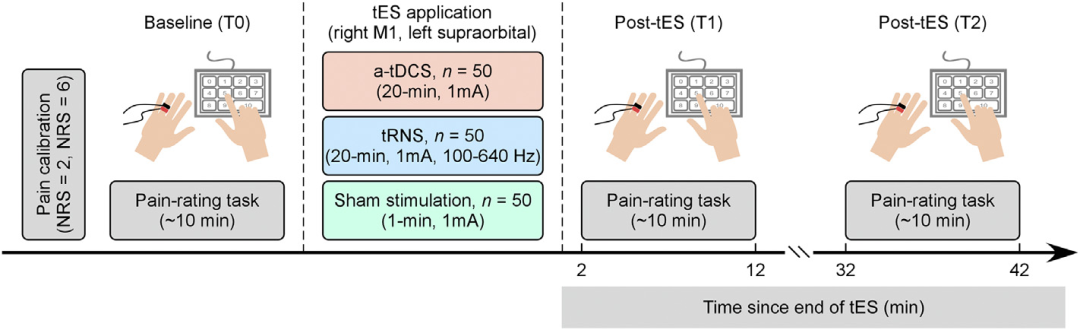 Baseline (T0)
tES application
(right M1, left supraorbital)
Post-tES (T1)
Post-tES (T2)
Pain calibration
(NRS = 2, NRS = 6)
a-tDCS, n = 50
(20-min, 1mA)
tRNS, n = 50
(20-min, 1mA, 100-640 Hz)
Sham stimulation, n = 50
(1-min, 1mA)
Pain-rating task
(~10 min)
Pain-rating task
(~10 min)
Pain-rating task
(~10 min)
2
12
32
42
Time since end of tES (min)